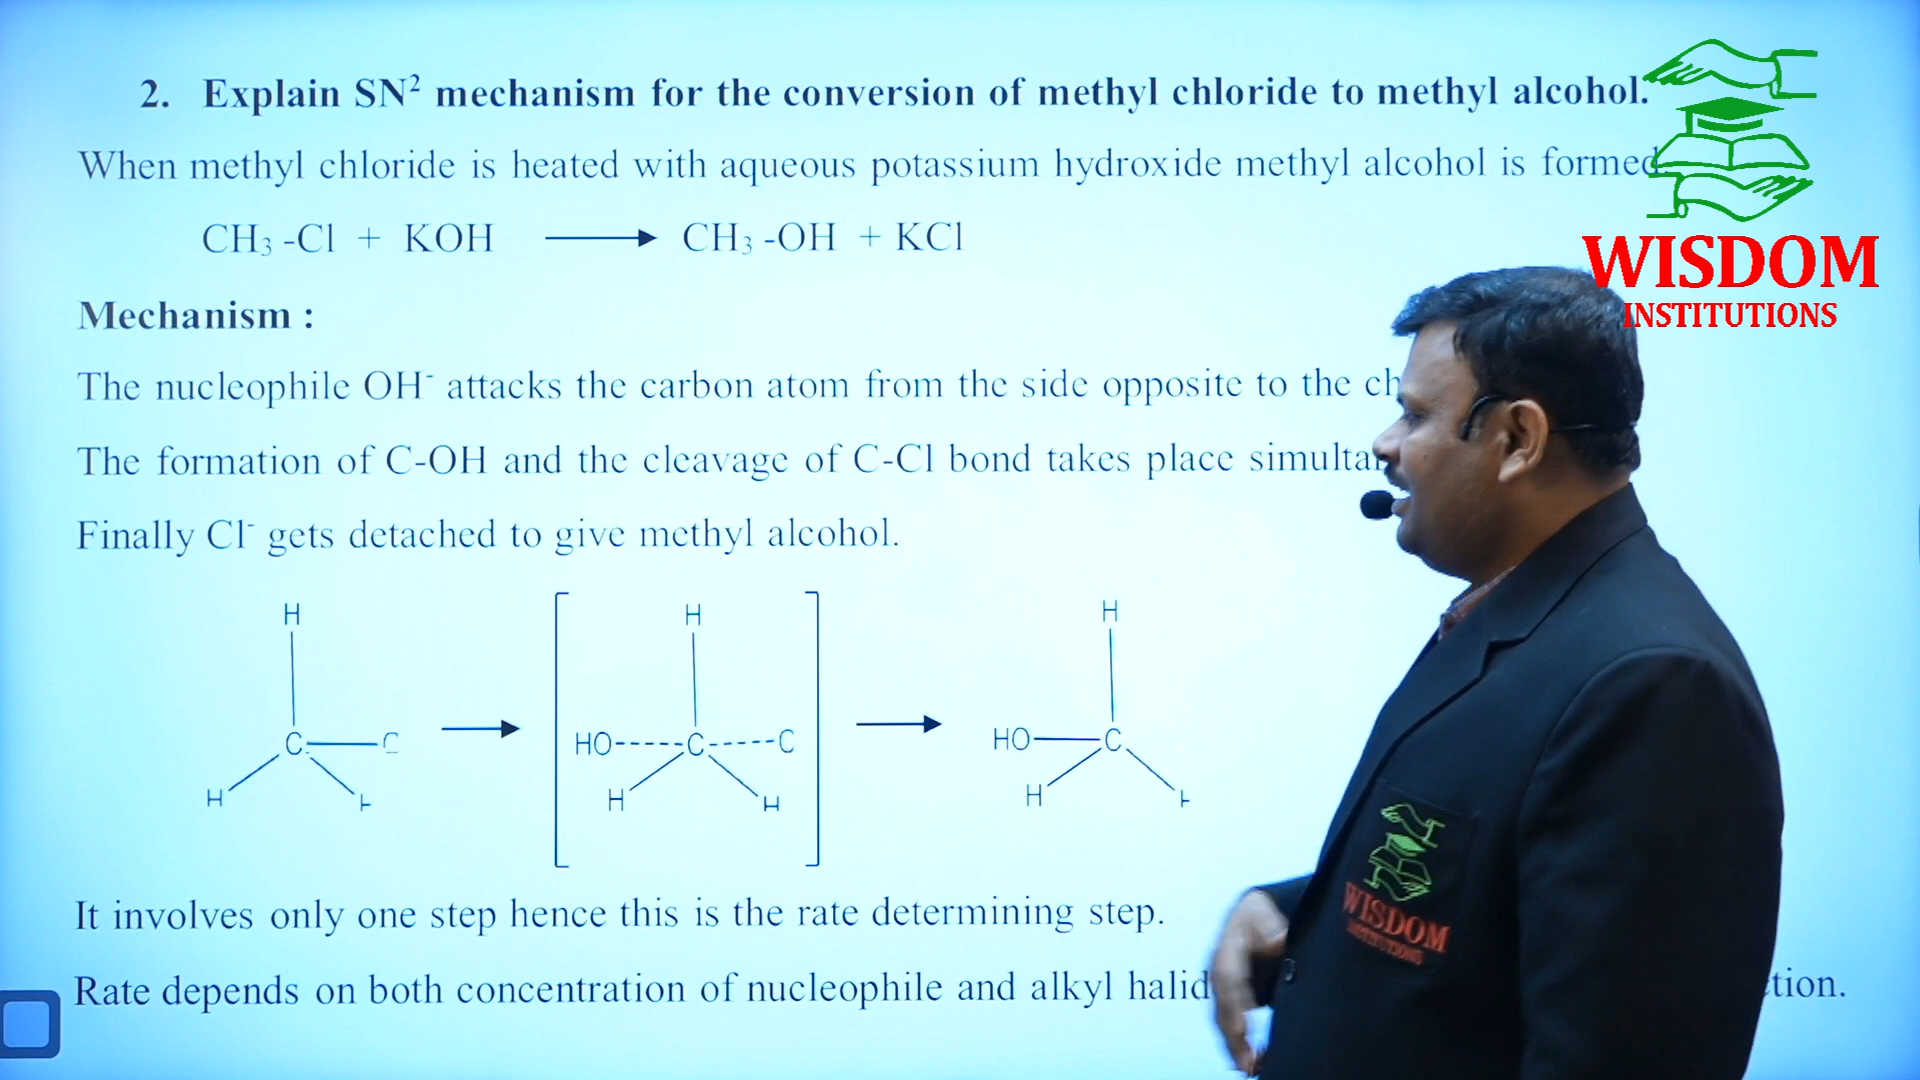 2. Explain SN² mechanism for the conversion of methyl chloride to methyl alcohol.
When methyl chloride is heated with aqueous potassium hydroxide methyl alcohol is formed
CH₃ -Cl + KOH ⟶ CH₃ -OH + KCl
WISDOM
INSTITUTIONS
Mechanism :
The nucleophile OH⁻ attacks the carbon atom from the side opposite to the ch
The formation of C-OH and the cleavage of C-Cl bond takes place simulta
Finally Cl⁻ gets detached to give methyl alcohol.
H H H
C C HO C C HO C
H H H H
It involves only one step hence this is the rate determining step.
Rate depends on both concentration of nucleophile and alkyl halid tion.
WISDOM
INSTITUTIONS